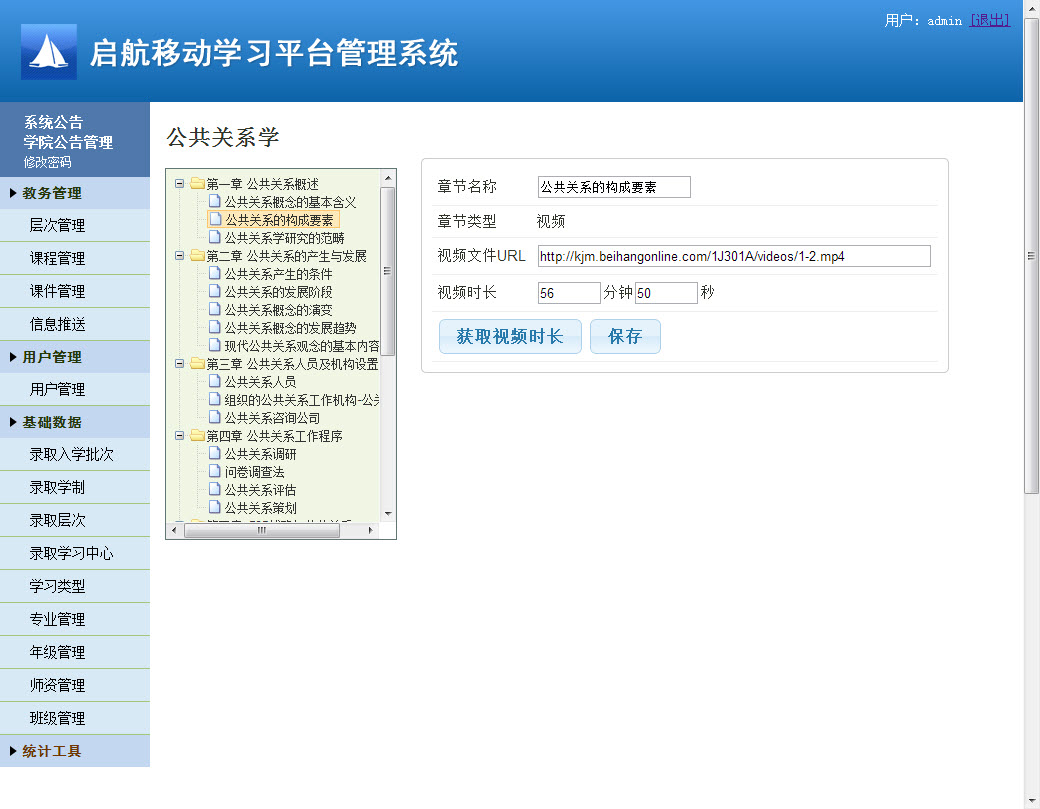 用户：admin [退出]
启航移动学习平台管理系统
系统公告
学院公告管理
修改密码
教务管理
层次管理
课程管理
课件管理
信息推送
用户管理
用户管理
基础数据
录取入学批次
录取学制
录取层次
录取学习中心
学习类型
专业管理
年级管理
师资管理
班级管理
统计工具
公共关系学
第一章 公共关系概述
公共关系概念的基本含义
公共关系的构成要素
公共关系学研究的范畴
第二章 公共关系的产生与发展
公共关系产生的条件
公共关系的发展阶段
公共关系概念的演变
公共关系概念的发展趋势
现代公共关系观念的基本内容
第三章 公共关系人员及机构设置
公共关系人员
组织的公共关系工作机构-公关
公共关系咨询公司
第四章 公共关系工作程序
公共关系调研
问卷调查法
公共关系评估
公共关系策划
章节名称 公共关系的构成要素
章节类型 视频
视频文件URL http://kjm.beihangonline.com/1J301A/videos/1-2.mp4
视频时长 56 分钟 50 秒
获取视频时长 保存